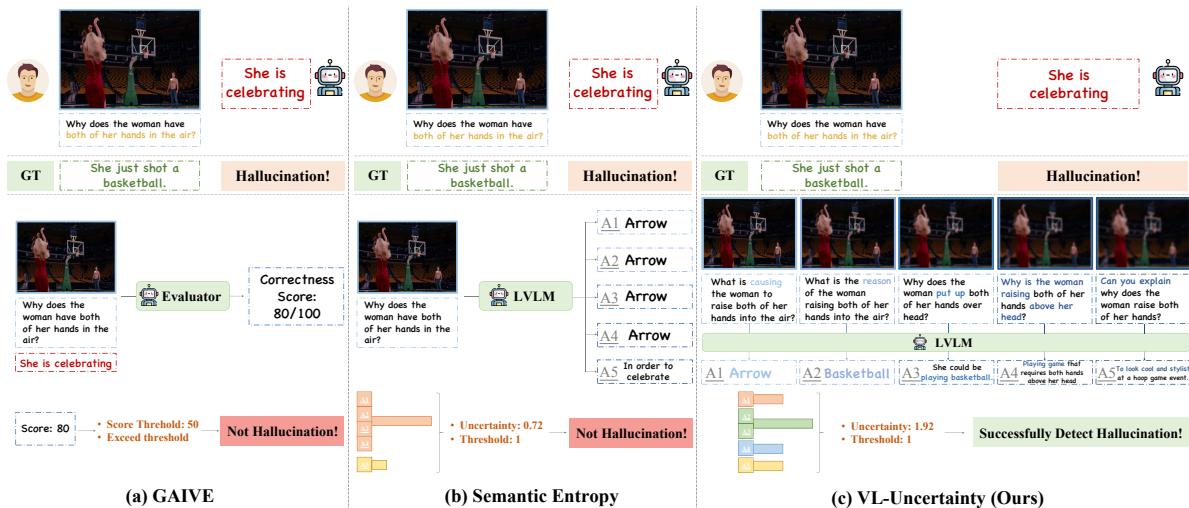 She is
celebrating
Why does the woman have
both of her hands in the air?
GT
She just shot a
basketball.
Hallucination!
Why does the
woman have both
of her hands in the
air?
She is celebrating
Evaluator
Correctness
Score:
80/100
Score: 80
• Score Threhold: 50
• Exceed threshold
Not Hallucination!
(a) GAIVE
She is
celebrating
Why does the woman have
both of her hands in the air?
GT
She just shot a
basketball.
Hallucination!
Why does the
woman have both
of her hands in the
air?
LVLM
A1 Arrow
A2 Arrow
A3 Arrow
A4 Arrow
A5 In order to
celebrate
A1
A2
A3
A4
• Uncertainty: 0.72
• Threshold: 1
Not Hallucination!
(b) Semantic Entropy
She is
celebrating
Why does the woman have
both of her hands in the air?
GT
She just shot a
basketball.
Hallucination!
What is causing
the woman to
raise both of her
hands into the air?
What is the reason
of the woman
raising both of her
hands into the air?
Why does the
woman put up both
of her hands over
head?
Why is the woman
raising both of her
hands above
her head?
Can you explain
why does the
woman raise both
of her hands?
LVLM
A1 Arrow
A2 Basketball
A3 She could be
playing basketball.
A4 Playing game that
requires both hands
above her head
A5 To look cool and stylist
at a hoop game event.
• Uncertainty: 1.92
• Threshold: 1
Successfully Detect Hallucination!
(c) VL-Uncertainty (Ours)